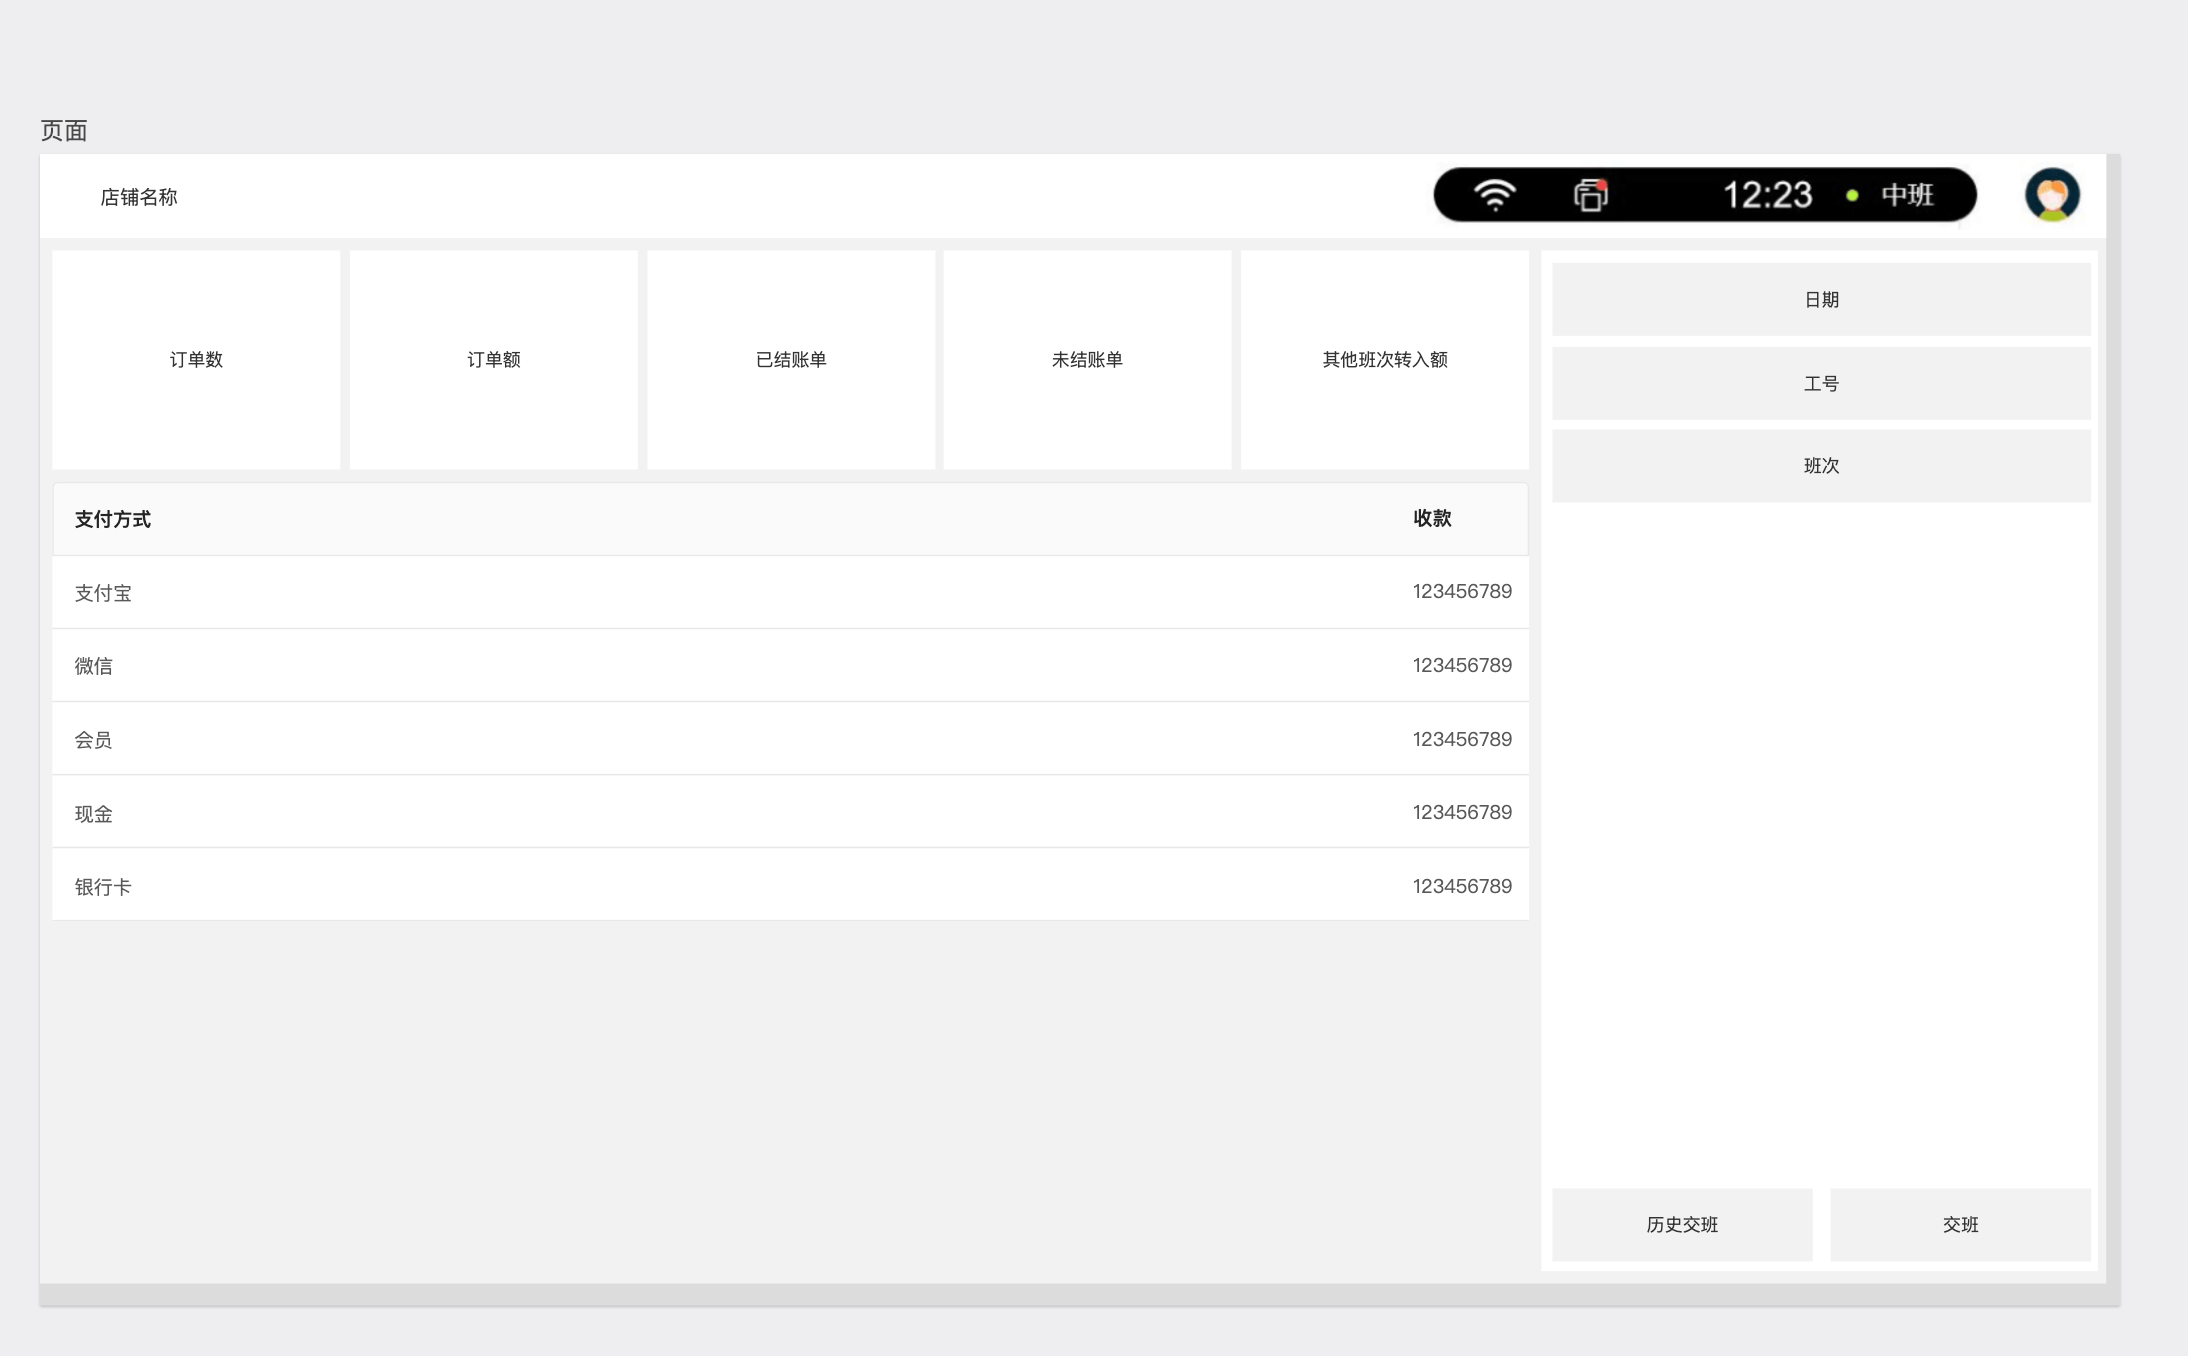 页面
店铺名称
12:23 中班
订单数
订单额
已结账单
未结账单
其他班次转入额
日期
工号
班次
支付方式 收款
支付宝 123456789
微信 123456789
会员 123456789
现金 123456789
银行卡 123456789
历史交班
交班